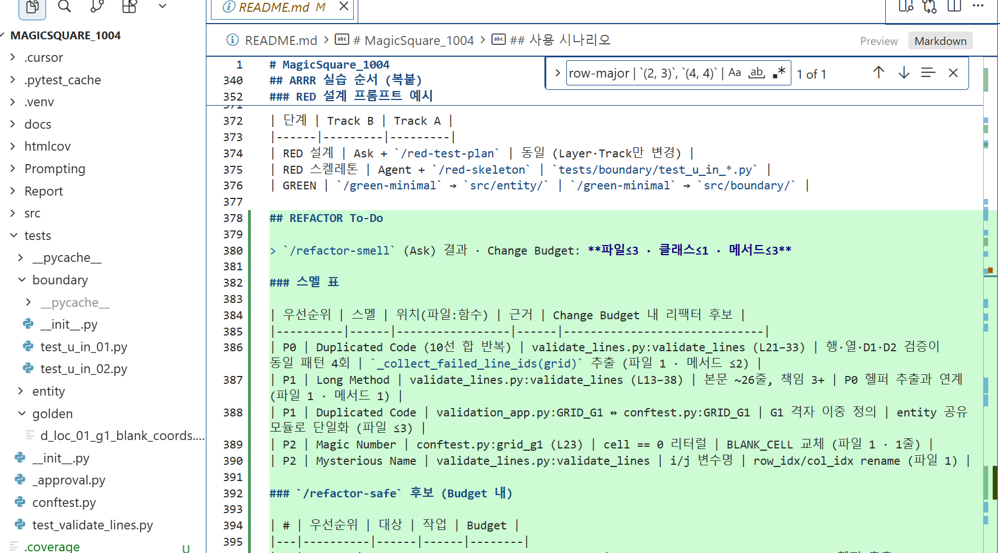 README.md M
MAGICSQUARE_1004
.cursor
.pytest_cache
.venv
docs
htmlcov
Prompting
Report
src
tests
__pycache__
boundary
__pycache__
__init__.py
test_u_in_01.py
test_u_in_02.py
entity
golden
d_loc_01_g1_blank_coords....
__init__.py
_approval.py
conftest.py
test_validate_lines.py
.coverage U
README.md > # MagicSquare_1004 > ## 사용 시나리오
Preview Markdown
row-major | `(2, 3)`, `(4, 4)` | Aa ab .* 1 of 1
1 # MagicSquare_1004
340 ## ARRR 실습 순서 (복붙)
352 ### RED 설계 프롬프트 예시
372 | 단계 | Track B | Track A |
373 |------|---------|---------|
374 | RED 설계 | Ask + `/red-test-plan` | 동일 (Layer·Track만 변경) |
375 | RED 스켈레톤 | Agent + `/red-skeleton` | `tests/boundary/test_u_in_*.py` |
376 | GREEN | `/green-minimal` → `src/entity/` | `/green-minimal` → `src/boundary/` |
377
378 ## REFACTOR To-Do
379
380 > `/refactor-smell` (Ask) 결과 · Change Budget: **파일≤3 · 클래스≤1 · 메서드≤3**
381
382 ### 스멜 표
383
384 | 우선순위 | 스멜 | 위치(파일:함수) | 근거 | Change Budget 내 리팩터 후보 |
385 |----------|------|-----------------|------|------------------------------|
386 | P0 | Duplicated Code (10선 합 반복) | validate_lines.py:validate_lines (L21–33) | 행·열·D1·D2 검증이
동일 패턴 4회 | `_collect_failed_line_ids(grid)` 추출 (파일 1 · 메서드 ≤2) |
387 | P1 | Long Method | validate_lines.py:validate_lines (L13–38) | 본문 ~26줄, 책임 3+ | P0 헬퍼 추출과 연계
(파일 1 · 메서드 1) |
388 | P1 | Duplicated Code | validation_app.py:GRID_G1 ↔ conftest.py:GRID_G1 | G1 격자 이중 정의 | entity 공유
모듈로 단일화 (파일 ≤3) |
389 | P2 | Magic Number | conftest.py:grid_g1 (L23) | cell == 0 리터럴 | BLANK_CELL 교체 (파일 1 · 1줄) |
390 | P2 | Mysterious Name | validate_lines.py:validate_lines | i/j 변수명 | row_idx/col_idx rename (파일 1) |
391
392 ### `/refactor-safe` 후보 (Budget 내)
393
394 | # | 우선순위 | 대상 | 작업 | Budget |
395 |---|----------|------|------|--------|